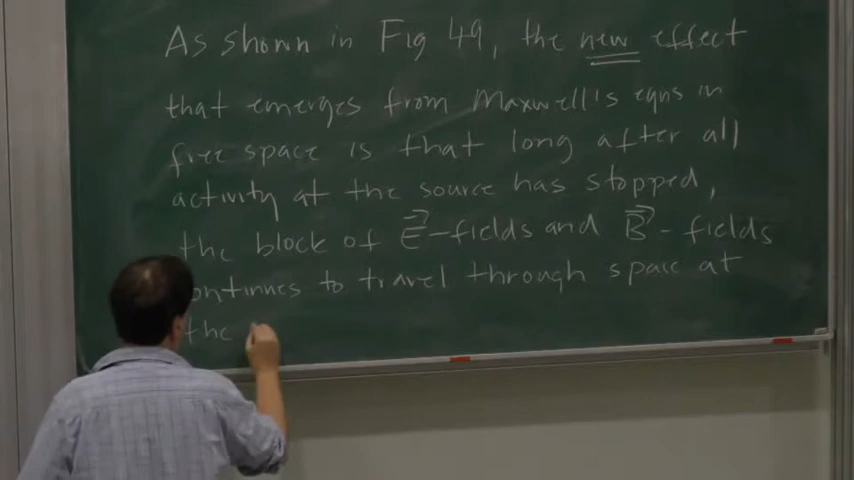 As shown in Fig 49, the new effect
that emerges from Maxwell's eqns in
free space is that long after all
activity at the source has stopped,
the block of E⃗-fields and B⃗-fields
continues to travel through space at
the